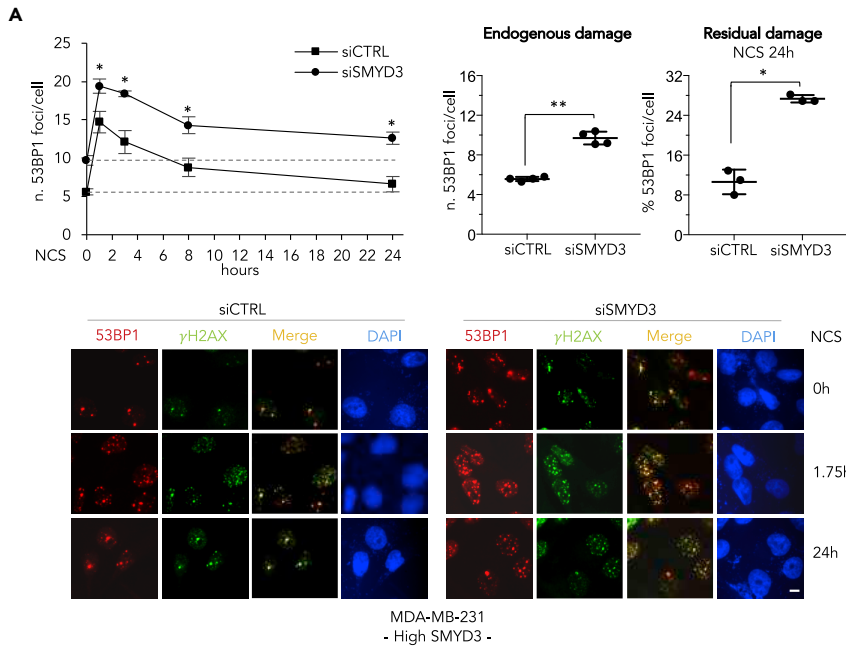 A
n. 53BP1 foci/cell
25
20
15
10
5
0
siCTRL
siSMYD3
*
*
*
*
NCS
0 2 4 6 8 10 12 14 16 18 20 22 24
hours
Endogenous damage
n. 53BP1 foci/cell
16
12
8
4
0
**
siCTRL siSMYD3
Residual damage
NCS 24h
% 53BP1 foci/cell
32
24
16
8
0
*
siCTRL siSMYD3
siCTRL
53BP1 γH2AX Merge DAPI
siSMYD3
53BP1 γH2AX Merge DAPI
NCS
0h
1.75h
24h
MDA-MB-231
- High SMYD3 -